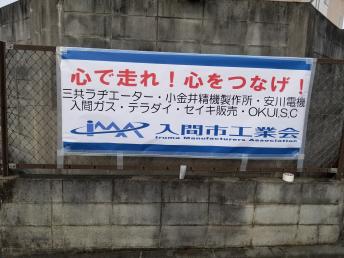 心で走れ！心をつなげ！
三共ラヂエーター・小金井精機製作所・安川電機
入間ガス・テラダイ・セイキ販売・OKUI.S.C
iMA 入間市工業会
Iruma Manufacturers Association